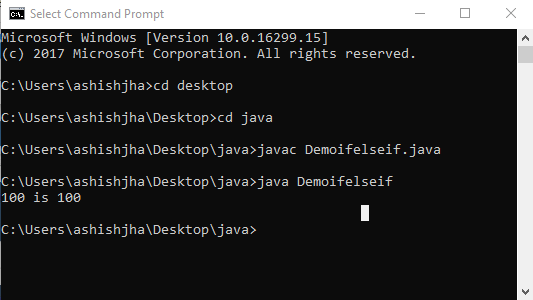 Select Command Prompt
Microsoft Windows [Version 10.0.16299.15]
(c) 2017 Microsoft Corporation. All rights reserved.
C:\Users\ashishjha>cd desktop
C:\Users\ashishjha\Desktop>cd java
C:\Users\ashishjha\Desktop\java>javac Demoifelseif.java
C:\Users\ashishjha\Desktop\java>java Demoifelseif
100 is 100
C:\Users\ashishjha\Desktop\java>